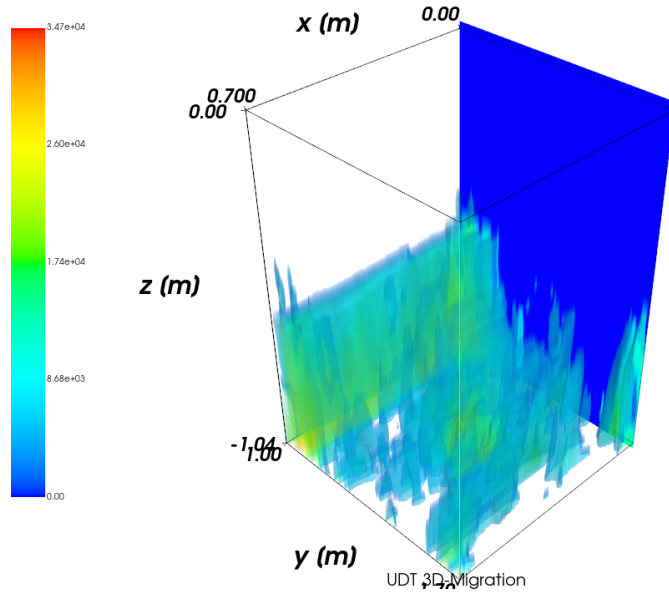 x (m)
0.00
3.47e+04
0.700
0.00
2.60e+04
1.74e+04
z (m)
8.68e+03
-1.04
1.00
0.00
y (m)
UDT 3D-Migration